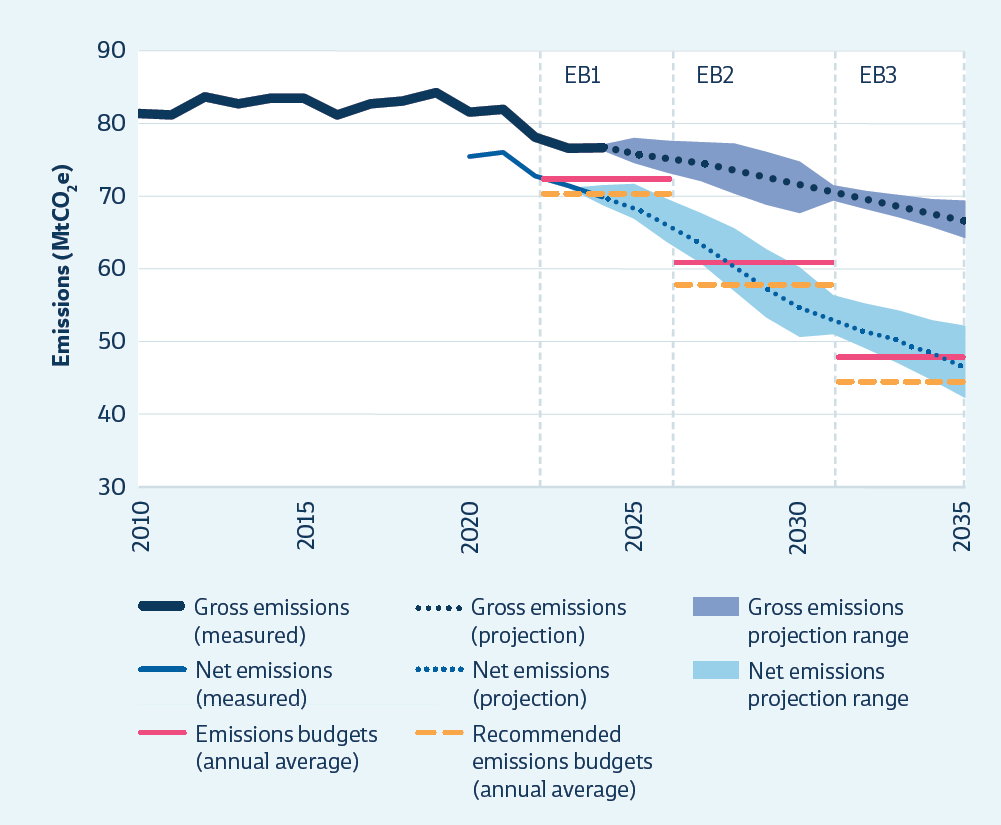 90
80
70
60
50
40
30
Emissions (MtCO2e)
EB1
EB2
EB3
2010
2015
2020
2025
2030
2035
Gross emissions
(measured)
Gross emissions
(projection)
Gross emissions
projection range
Net emissions
(measured)
Net emissions
(projection)
Net emissions
projection range
Emissions budgets
(annual average)
Recommended
emissions budgets
(annual average)